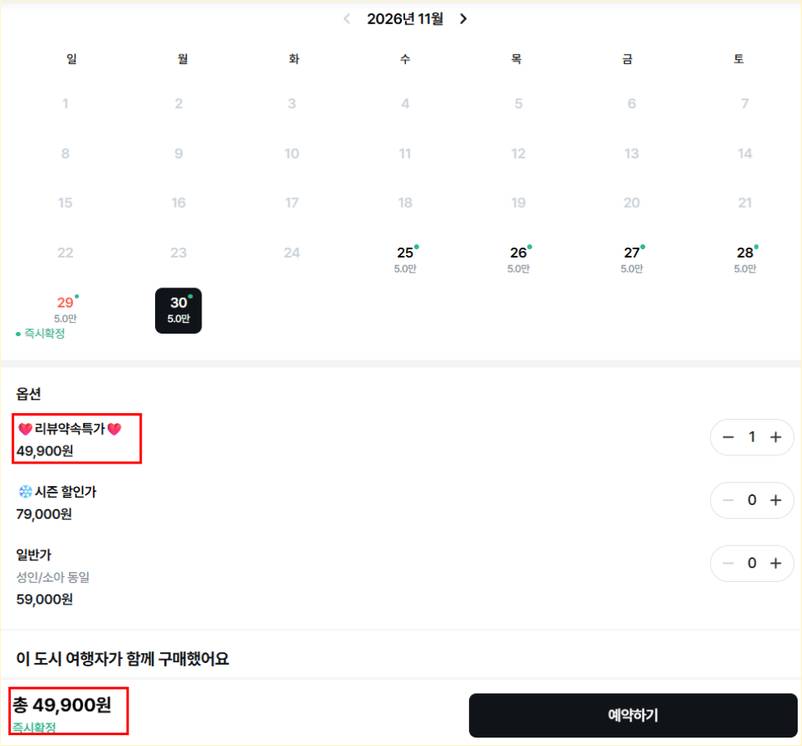 2026년 11월
일 월 화 수 목 금 토
1 2 3 4 5 6 7
8 9 10 11 12 13 14
15 16 17 18 19 20 21
22 23 24 25 26 27 28
5.0만 5.0만 5.0만 5.0만
29 30
5.0만 5.0만
즉시확정
옵션
💗리뷰약속특가💗
49,900원
1
❄️시즌 할인가
79,000원
0
일반가
성인/소아 동일
59,000원
0
이 도시 여행자가 함께 구매했어요
총 49,900원
즉시확정
예약하기